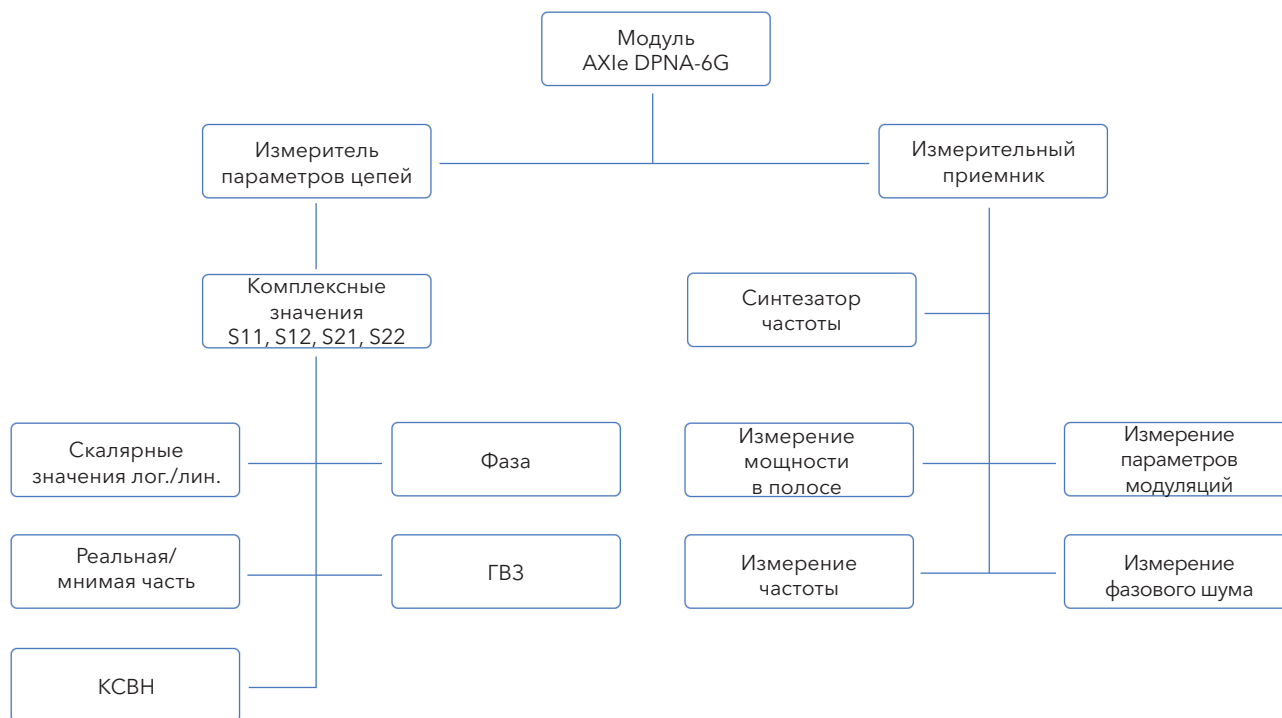 Модуль
AXIe DPNA-6G
Измеритель
параметров цепей
Измерительный
приемник
Комплексные
значения
S11, S12, S21, S22
Синтезатор
частоты
Скалярные
значения лог./лин.
Фаза
Измерение
мощности
в полосе
Измерение
параметров
модуляций
Реальная/
мнимая часть
ГВЗ
Измерение
частоты
Измерение
фазового шума
КСВН